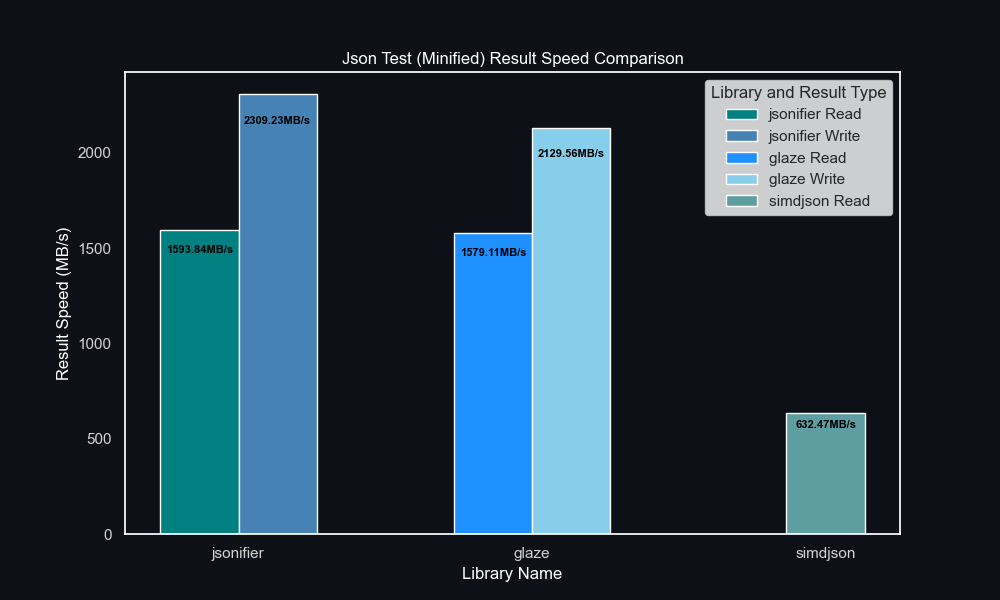 Json Test (Minified) Result Speed Comparison
Library and Result Type
jsonifier Read
jsonifier Write
glaze Read
glaze Write
simdjson Read
2309.23MB/s
2129.56MB/s
1593.84MB/s
1579.11MB/s
632.47MB/s
Result Speed (MB/s)
2000
1500
1000
500
0
jsonifier
glaze
simdjson
Library Name